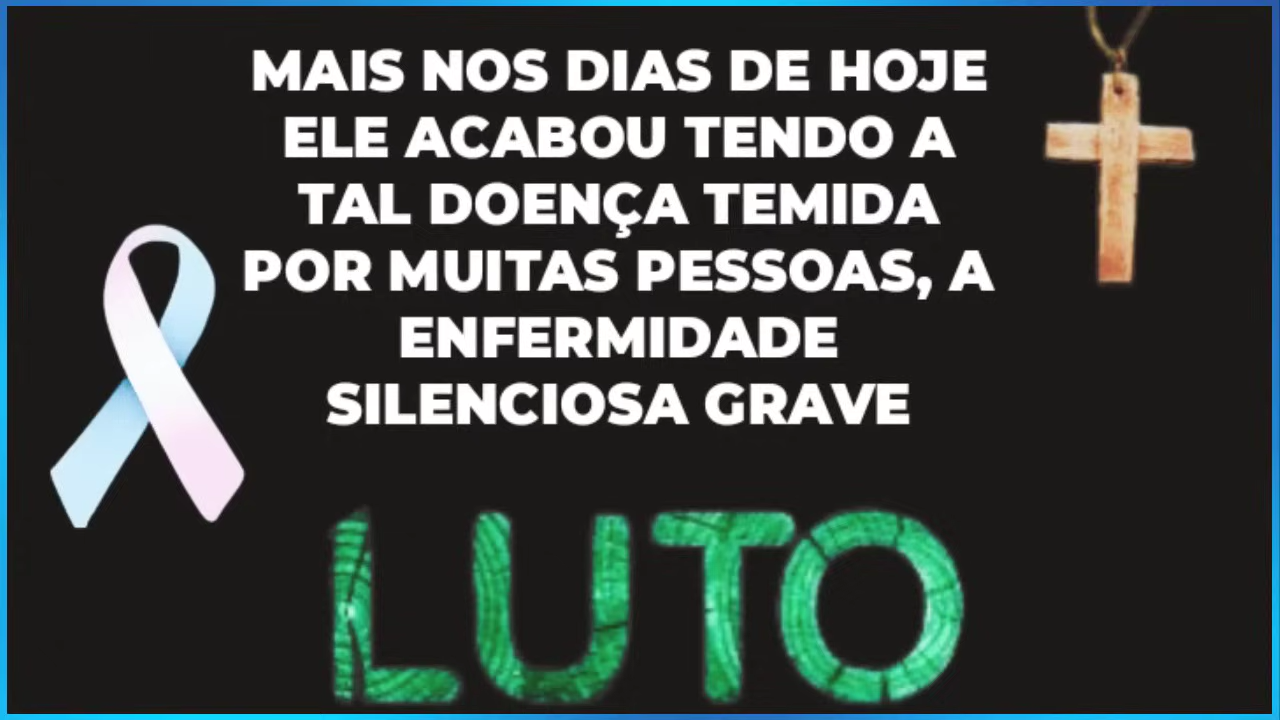 MAIS NOS DIAS DE HOJE
ELE ACABOU TENDO A
TAL DOENÇA TEMIDA
POR MUITAS PESSOAS, A
ENFERMIDADE
SILENCIOSA GRAVE
LUTO